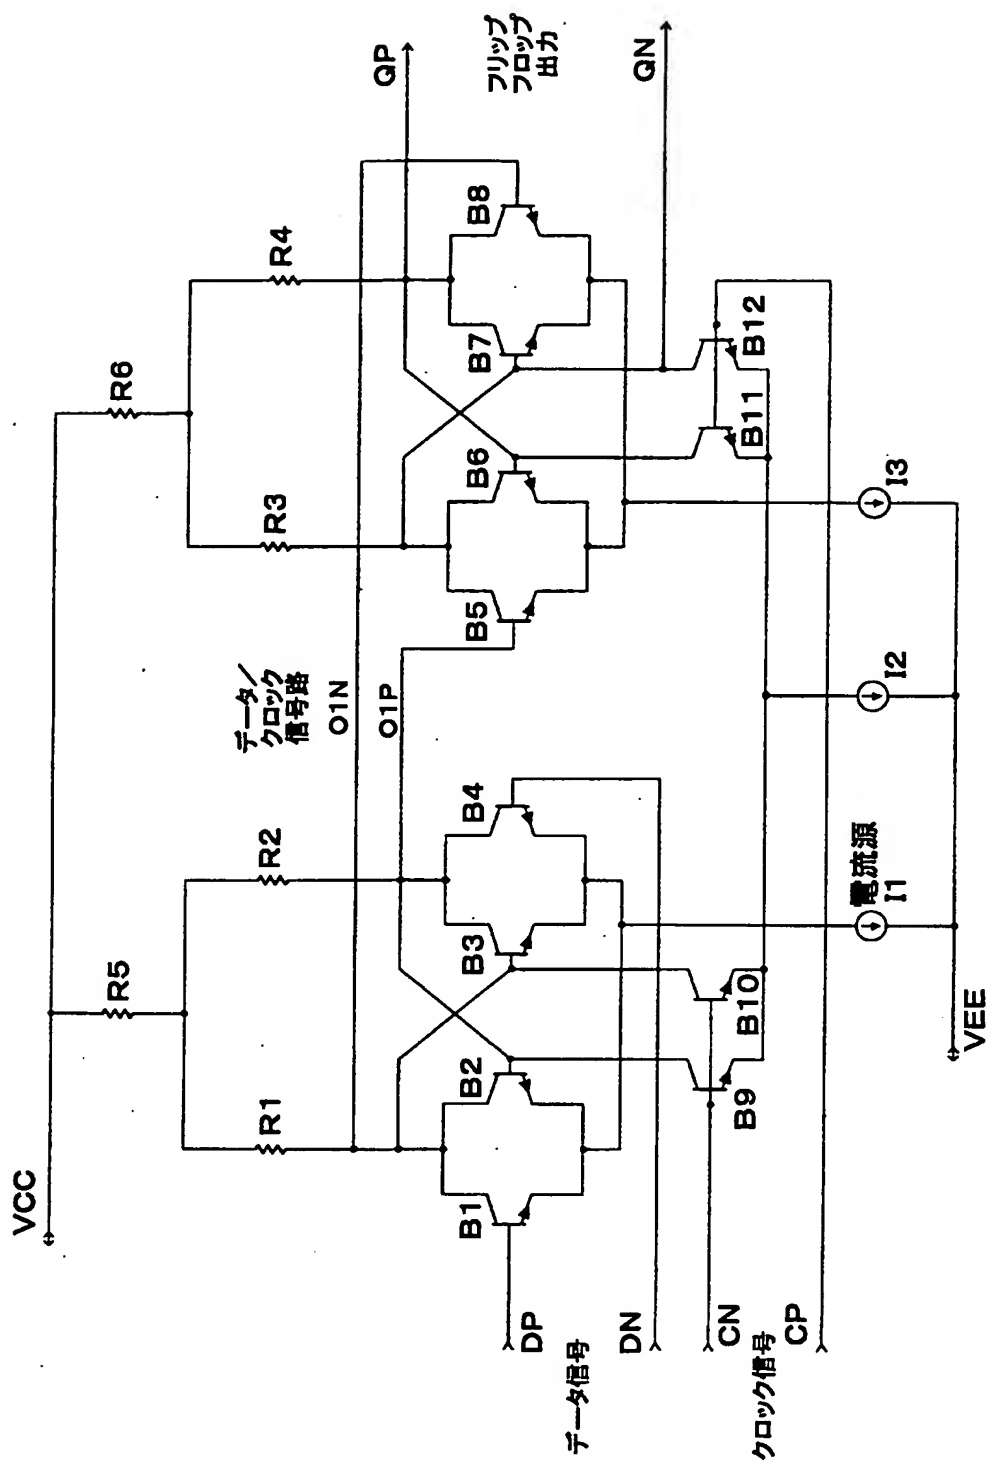 VCC
R5
R6
R1
R2
R3
R4
データ／
クロック
信号路
O1N
O1P
QP
フリップ
フロップ
出力
QN
B1
B2
B3
B4
B5
B6
B7
B8
DP
データ信号
DN
CN
クロック信号
CP
B9
B10
B11
B12
電流源
I1
I2
I3
VEE